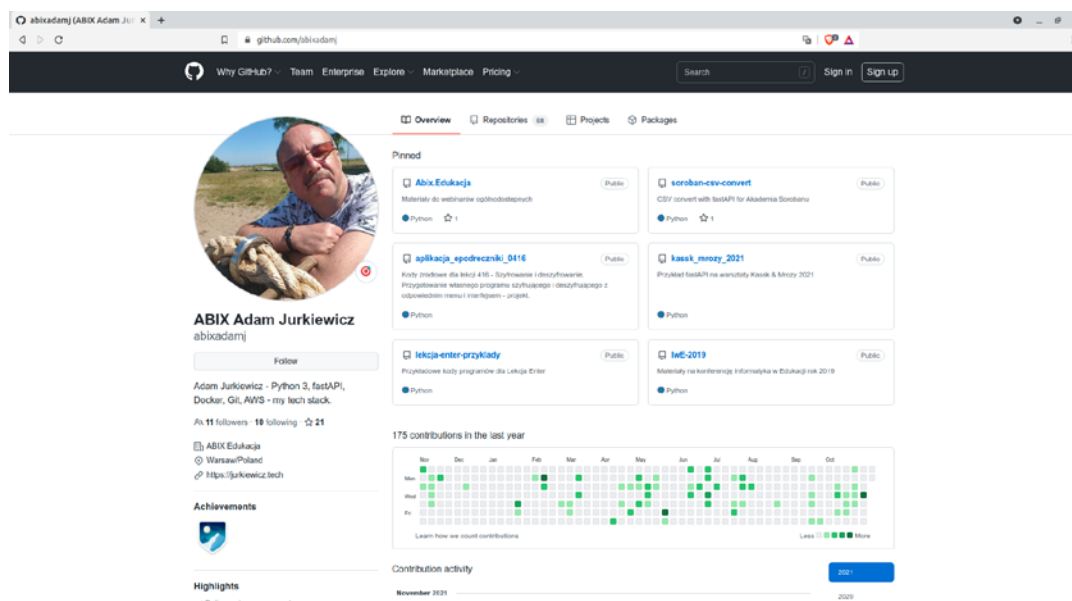 abixadamj (ABIX Adam Jur
github.com/abixadamj
Why GitHub? Team Enterprise Explore Marketplace Pricing Search / Sign in Sign up
Overview Repositories 68 Projects Packages
Pinned
Abix.Edukacja Public
Materiały do webinarów ogólnodostępnych
Python 1
soroban-csv-convert Public
CSV convert with fastAPI for Akademia Sorobanu
Python 1
aplikacja_epodreczniki_0416 Public
Kody źródłowe dla lekcji 416 - Szyfrowanie i deszyfrowanie.
Przygotowanie własnego programu szyfrującego i deszyfrującego z
odpowiednim menu i interfejsem – projekt.
Python
kassk_mrozy_2021 Public
Przykład fastAPI na warsztaty Kassk & Mrozy 2021
Python
lekcja-enter-przyklady Public
Przykładowe kody programów dla Lekcja Enter
Python
IwE-2019 Public
Materiały na konferencję Informatyka w Edukacji rok 2019
Python
ABIX Adam Jurkiewicz
abixadamj
Follow
Adam Jurkiewicz - Python 3, fastAPI,
Docker, Git, AWS - my tech stack.
11 followers · 10 following · 21
ABIX Edukacja
Warsaw/Poland
https://jurkiewicz.tech
Achievements
Highlights
175 contributions in the last year
Nov Dec Jan Feb Mar Apr May Jun Jul Aug Sep Oct
Mon
Wed
Fri
Learn how we count contributions Less More
Contribution activity
2021
November 2021
2020